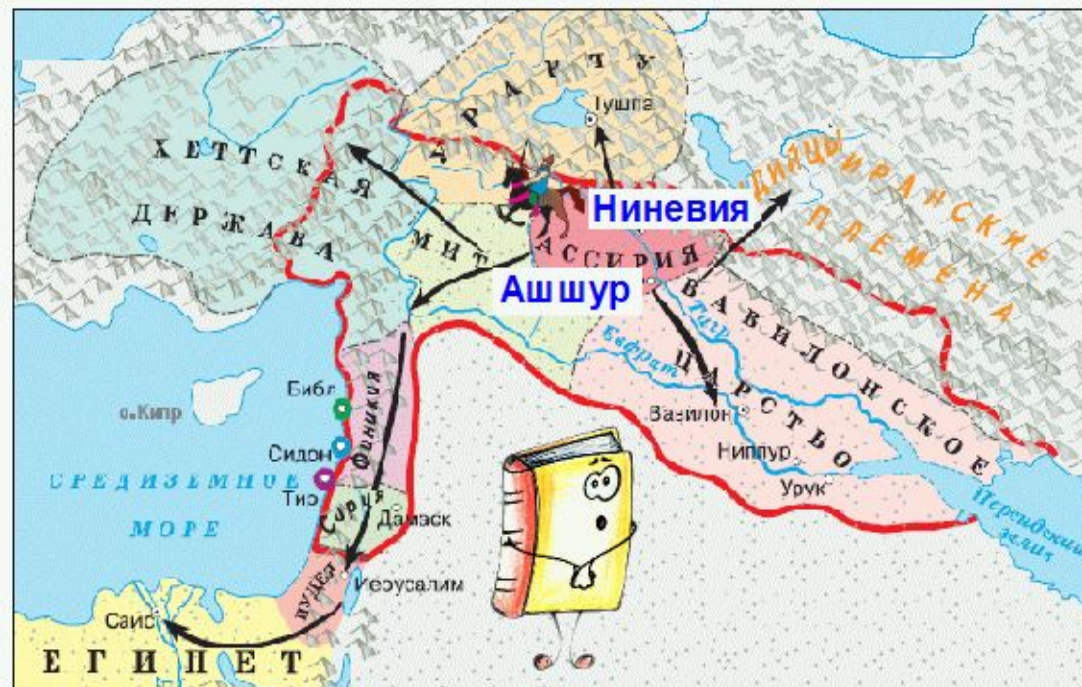 ХЕТТСКАЯ
ДЕРЖАВА
УРАРТУ
Тушпа
Ниневия
ИРАНСКИЕ
ПЛЕМЕНА
МИТ
АССИРИЯ
Ашшур
ВАВИЛОНСКОЕ
ЦАРСТВО
Тигр
Евфрат
Вавилон
Ниппур
Урук
Персидский
залив
Библ
о.Кипр
Финикия
Сидон
СРЕДИЗЕМНОЕ
МОРЕ
Тир
Сирия
Дамаск
ИУДЕЯ
Иерусалим
Саис
ЕГИПЕТ